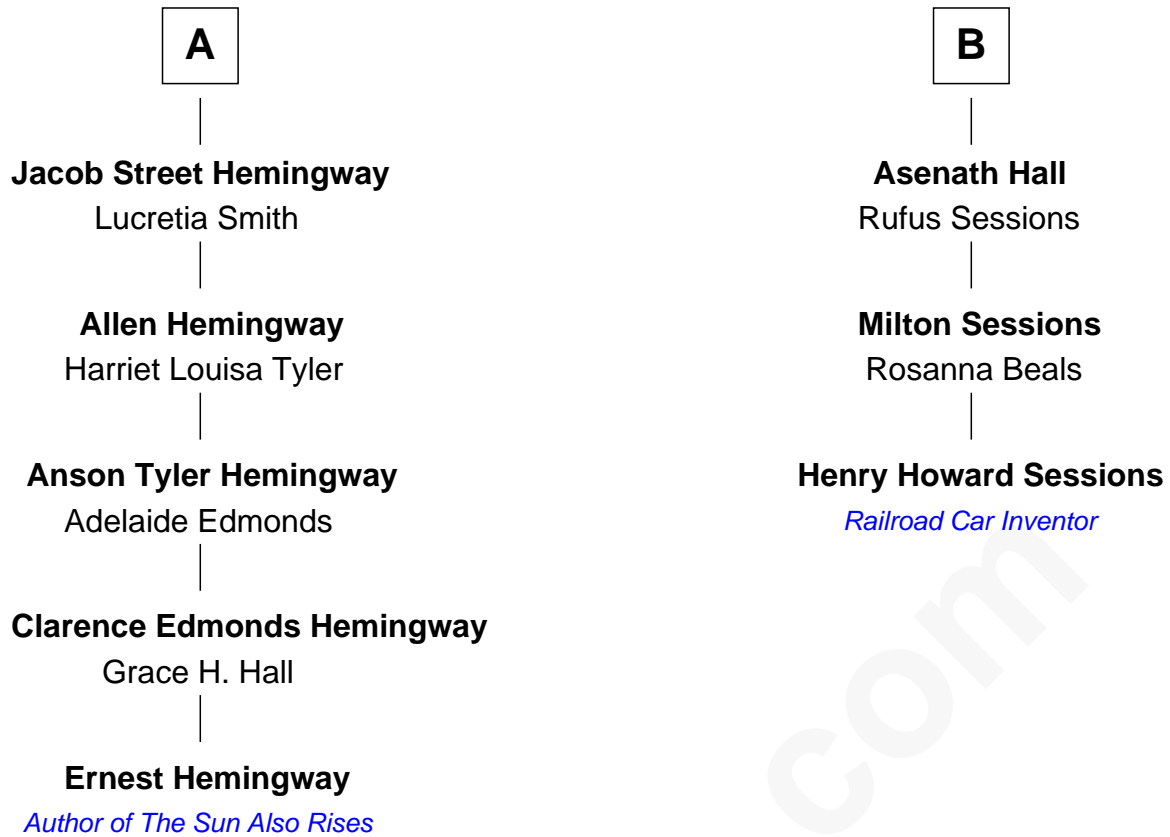 A
Jacob Street Hemingway
Lucretia Smith
Allen Hemingway
Harriet Louisa Tyler
Anson Tyler Hemingway
Adelaide Edmonds
Clarence Edmonds Hemingway
Grace H. Hall
Ernest Hemingway
Author of The Sun Also Rises
B
Asenath Hall
Rufus Sessions
Milton Sessions
Rosanna Beals
Henry Howard Sessions
Railroad Car Inventor
com